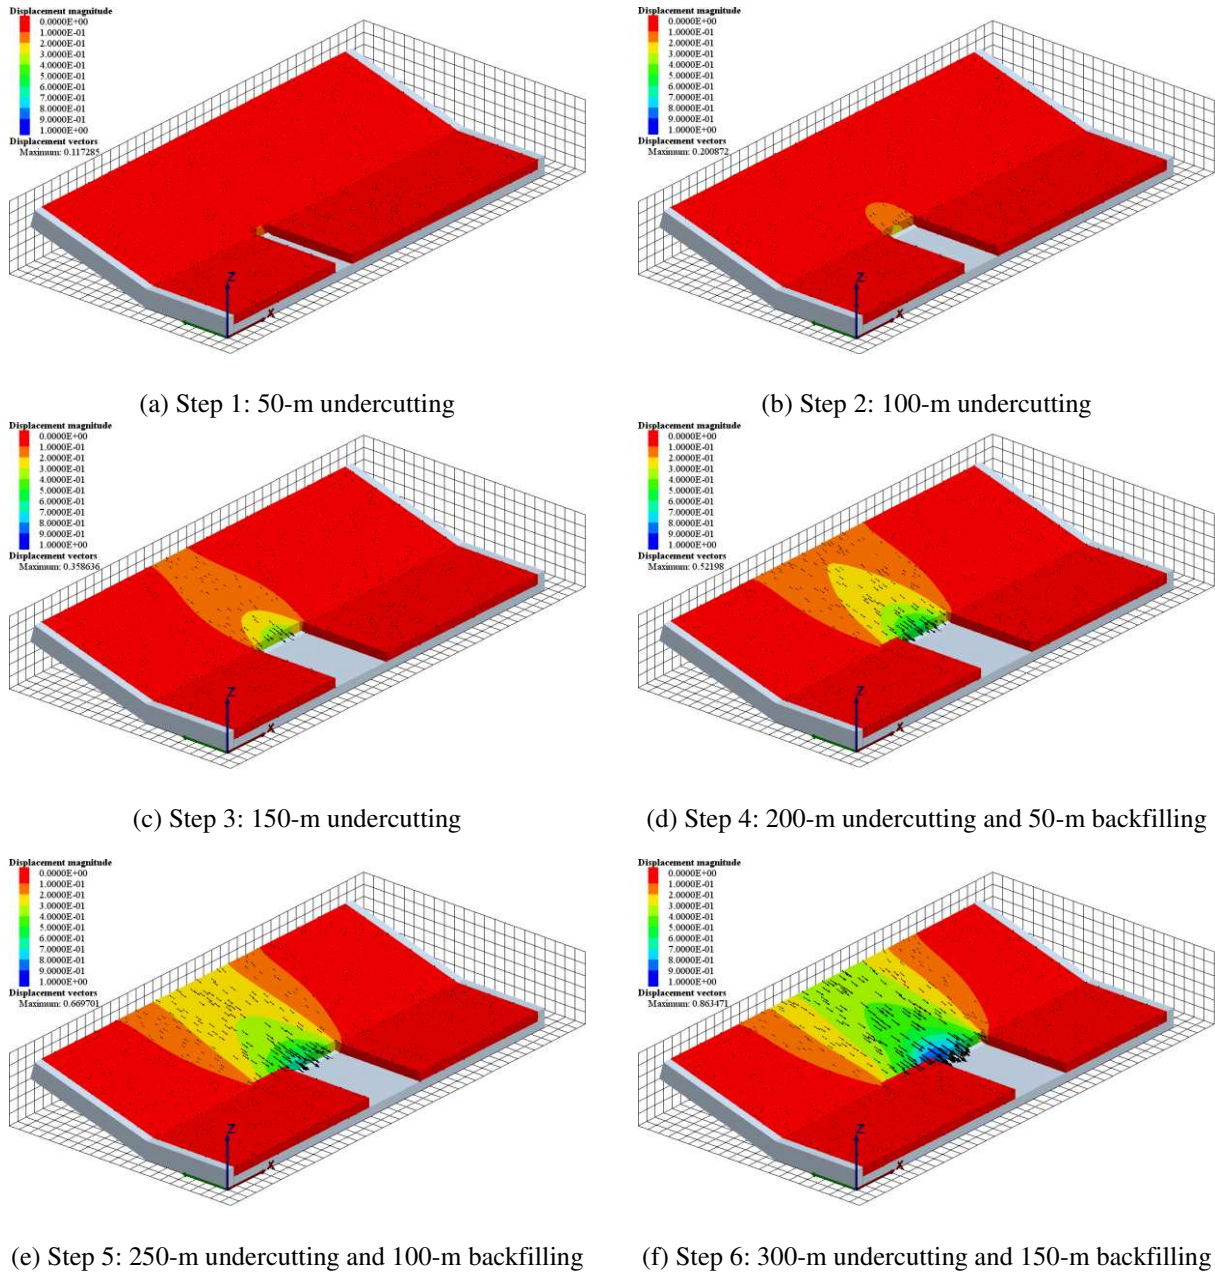 Displacement magnitude
0.0000E+00
1.0000E-01
2.0000E-01
3.0000E-01
4.0000E-01
5.0000E-01
6.0000E-01
7.0000E-01
8.0000E-01
9.0000E-01
1.0000E+00
Displacement vectors
Maximum: 0.117285
Z
X
(a) Step 1: 50-m undercutting
Displacement magnitude
0.0000E+00
1.0000E-01
2.0000E-01
3.0000E-01
4.0000E-01
5.0000E-01
6.0000E-01
7.0000E-01
8.0000E-01
9.0000E-01
1.0000E+00
Displacement vectors
Maximum: 0.200872
Z
X
(b) Step 2: 100-m undercutting
Displacement magnitude
0.0000E+00
1.0000E-01
2.0000E-01
3.0000E-01
4.0000E-01
5.0000E-01
6.0000E-01
7.0000E-01
8.0000E-01
9.0000E-01
1.0000E+00
Displacement vectors
Maximum: 0.358636
Z
X
(c) Step 3: 150-m undercutting
Displacement magnitude
0.0000E+00
1.0000E-01
2.0000E-01
3.0000E-01
4.0000E-01
5.0000E-01
6.0000E-01
7.0000E-01
8.0000E-01
9.0000E-01
1.0000E+00
Displacement vectors
Maximum: 0.52198
Z
X
(d) Step 4: 200-m undercutting and 50-m backfilling
Displacement magnitude
0.0000E+00
1.0000E-01
2.0000E-01
3.0000E-01
4.0000E-01
5.0000E-01
6.0000E-01
7.0000E-01
8.0000E-01
9.0000E-01
1.0000E+00
Displacement vectors
Maximum: 0.669701
Z
X
(e) Step 5: 250-m undercutting and 100-m backfilling
Displacement magnitude
0.0000E+00
1.0000E-01
2.0000E-01
3.0000E-01
4.0000E-01
5.0000E-01
6.0000E-01
7.0000E-01
8.0000E-01
9.0000E-01
1.0000E+00
Displacement vectors
Maximum: 0.863471
Z
X
(f) Step 6: 300-m undercutting and 150-m backfilling